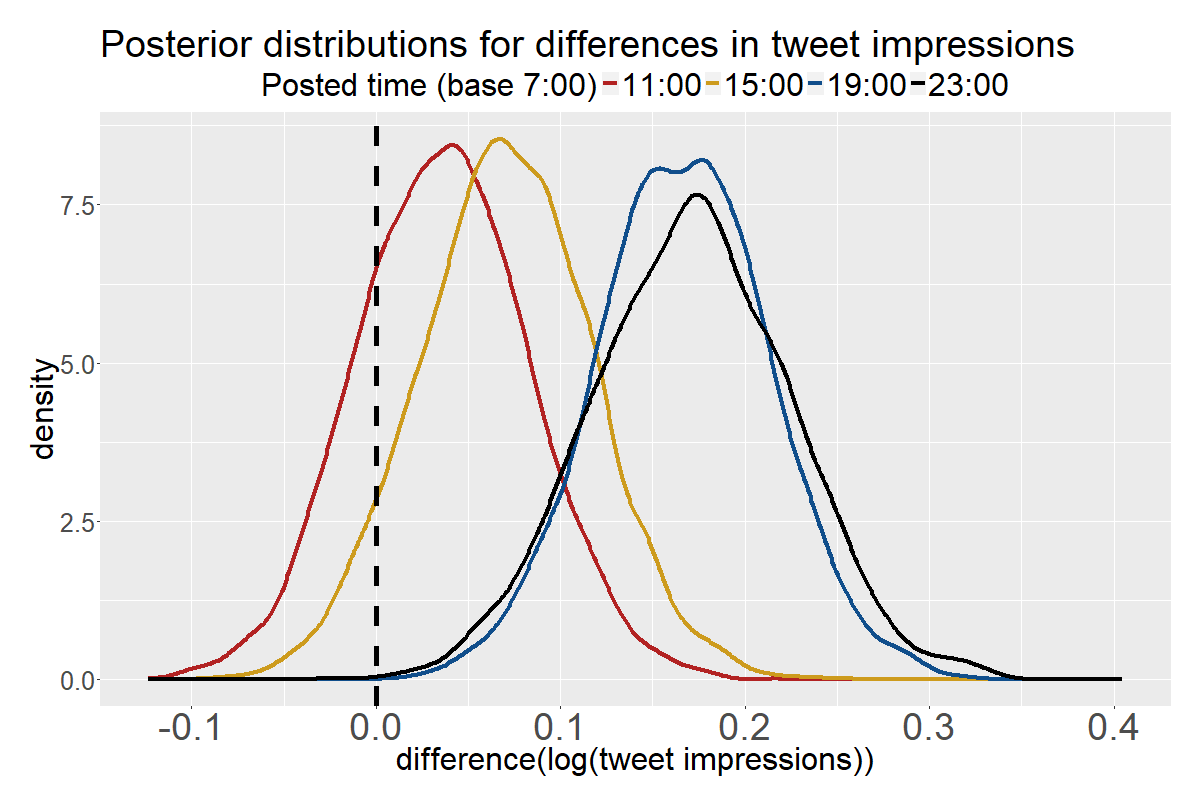 Posterior distributions for differences in tweet impressions
Posted time (base 7:00) 11:00 15:00 19:00 23:00
7.5
5.0
2.5
0.0
density
-0.1 0.0 0.1 0.2 0.3 0.4
difference(log(tweet impressions))